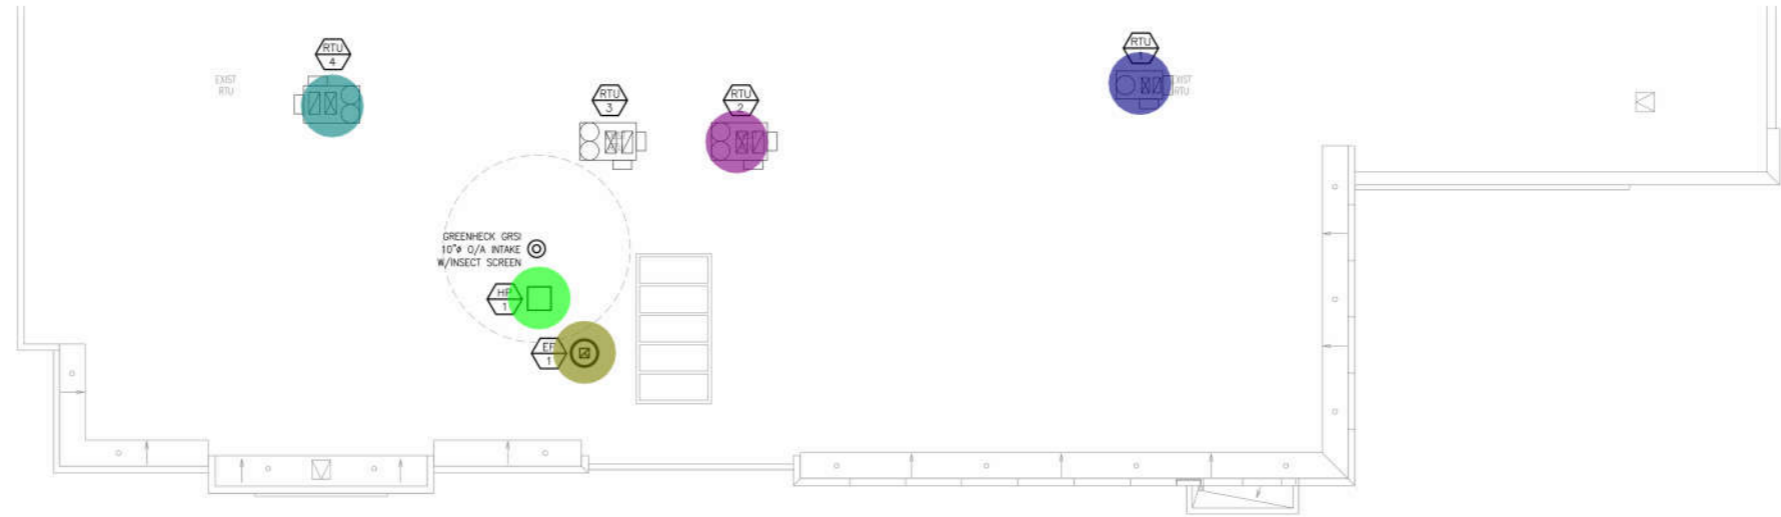 RTU
4
EXIST
RTU
RTU
3
RTU
2
RTU
1
EXIST
RTU
GREENHECK GRSI
10"ø O/A INTAKE
W/INSECT SCREEN
HP
1
EF
1